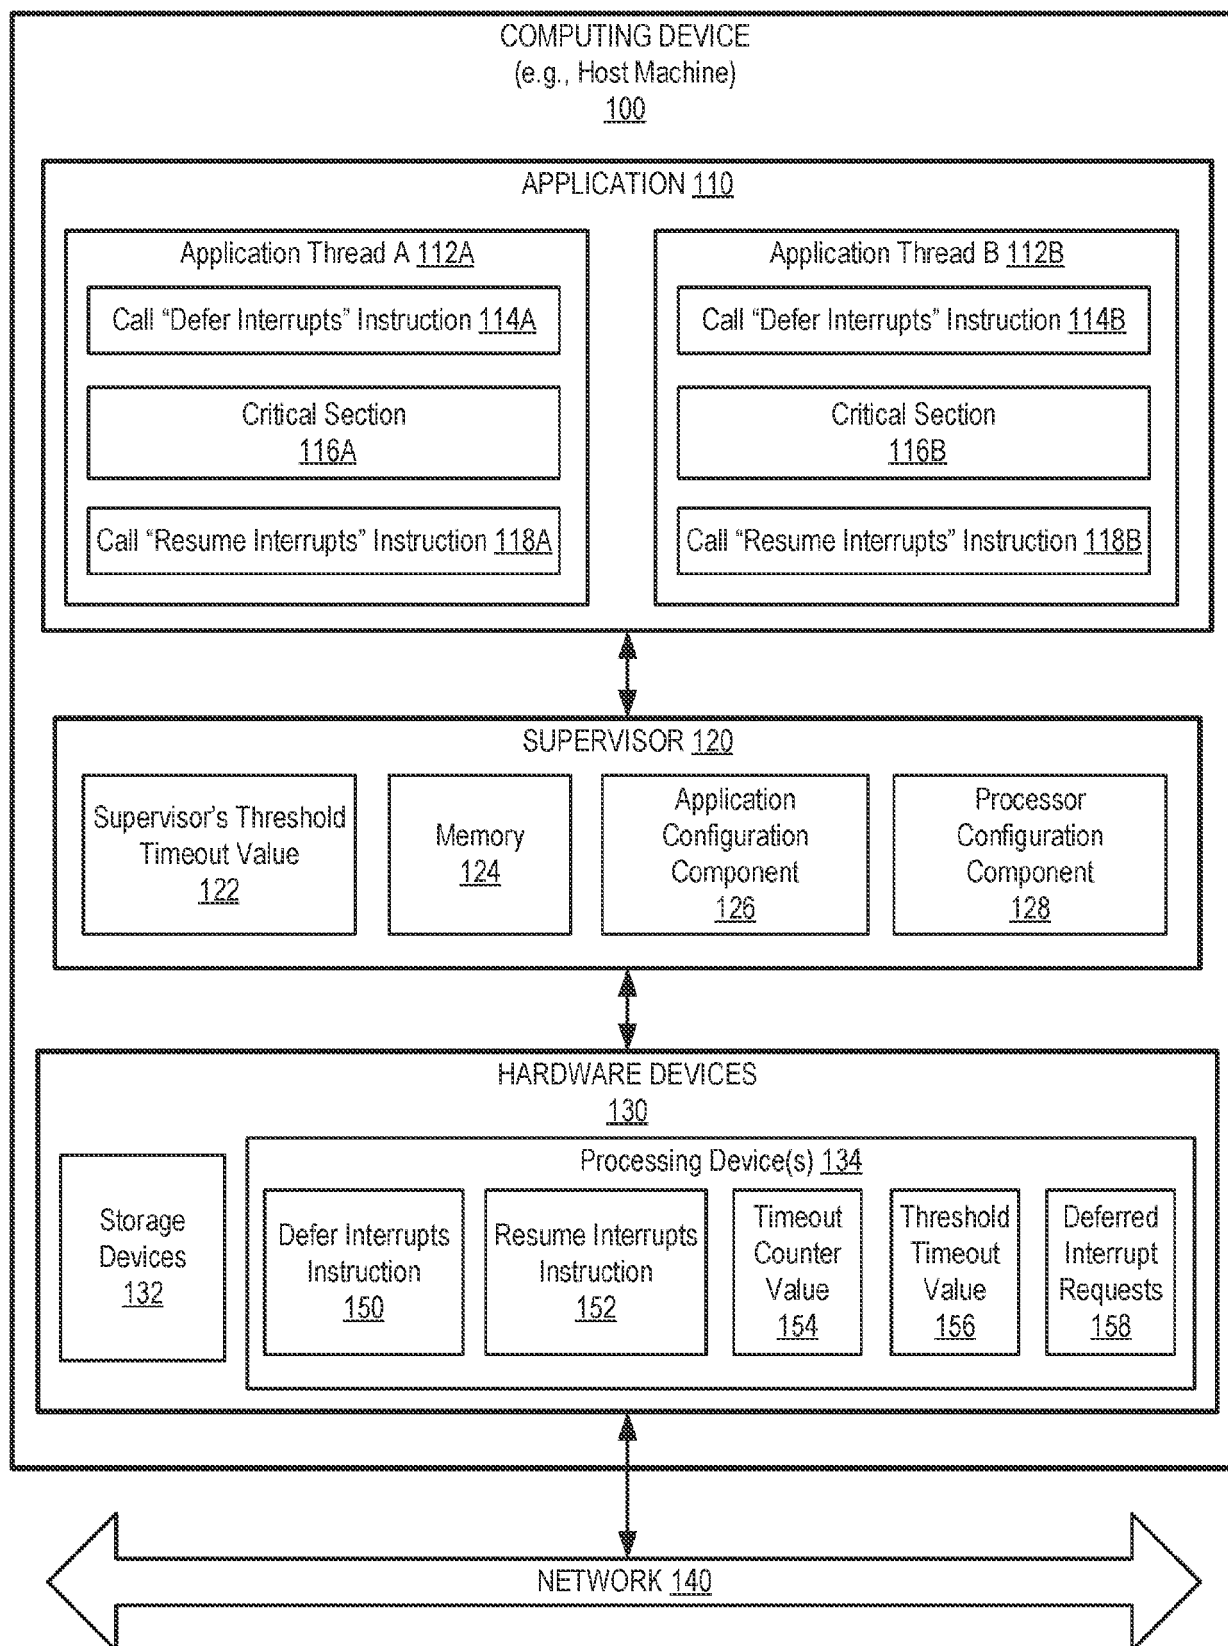 COMPUTING DEVICE
(e.g., Host Machine)
100
APPLICATION 110
Application Thread A 112A
Call “Defer Interrupts” Instruction 114A
Critical Section
116A
Call “Resume Interrupts” Instruction 118A
Application Thread B 112B
Call “Defer Interrupts” Instruction 114B
Critical Section
116B
Call “Resume Interrupts” Instruction 118B
SUPERVISOR 120
Supervisor's Threshold
Timeout Value
122
Memory
124
Application
Configuration
Component
126
Processor
Configuration
Component
128
HARDWARE DEVICES
130
Storage
Devices
132
Processing Device(s) 134
Defer Interrupts
Instruction
150
Resume Interrupts
Instruction
152
Timeout
Counter
Value
154
Threshold
Timeout
Value
156
Deferred
Interrupt
Requests
158
NETWORK 140